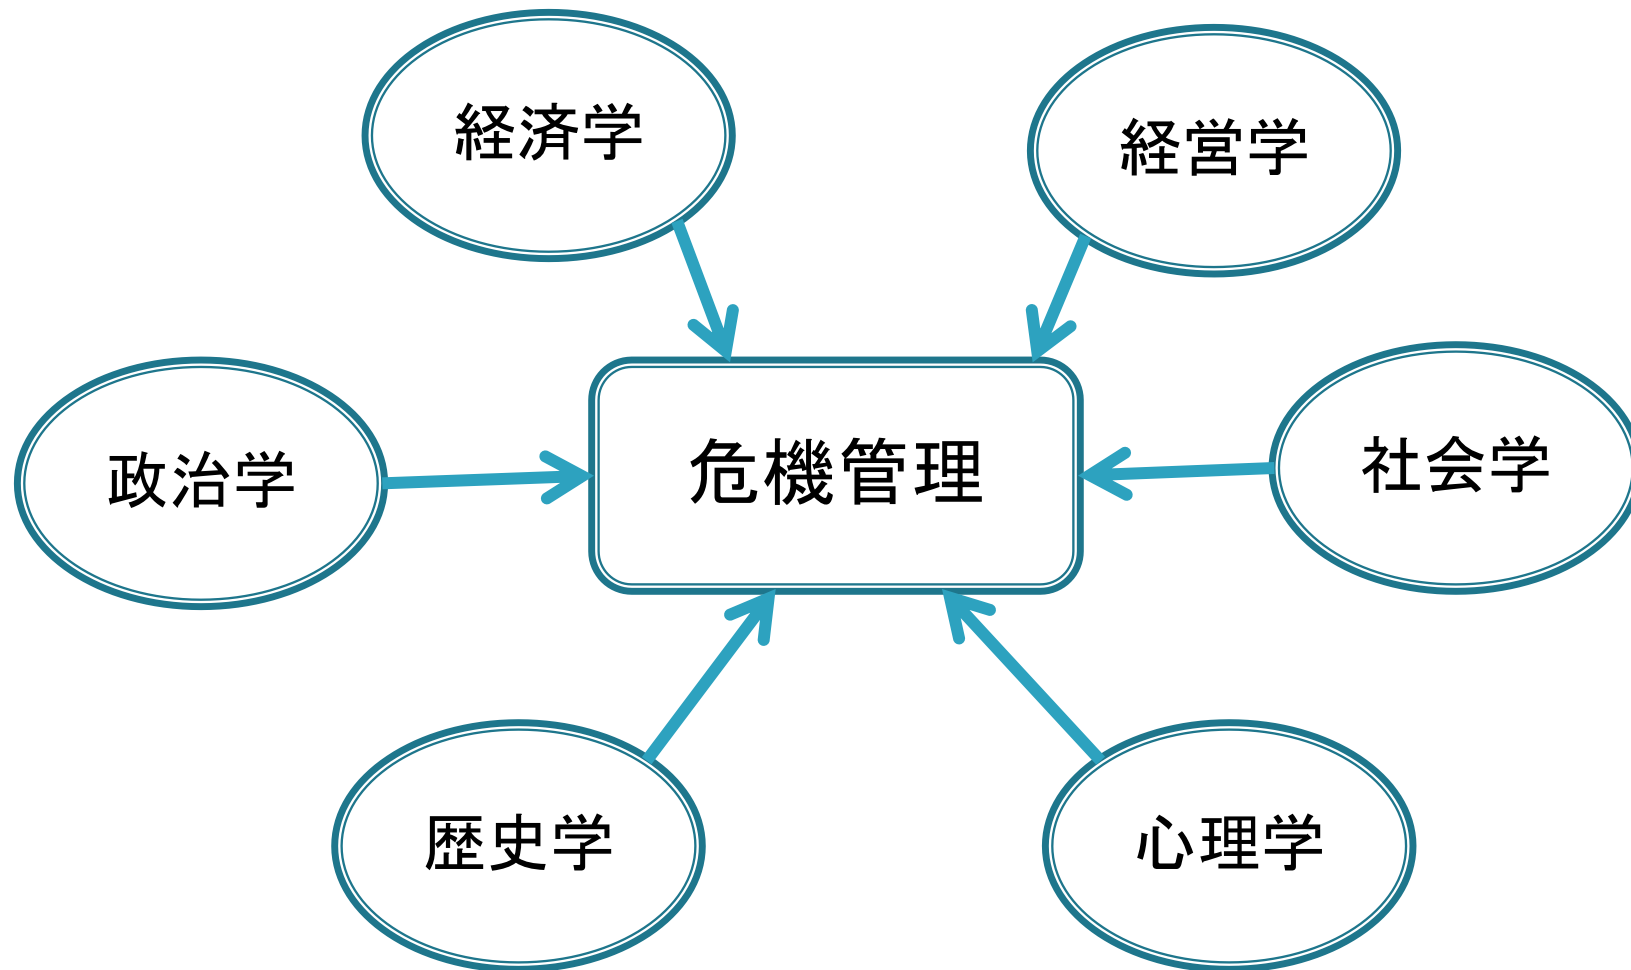 経済学
経営学
政治学
危機管理
社会学
歴史学
心理学